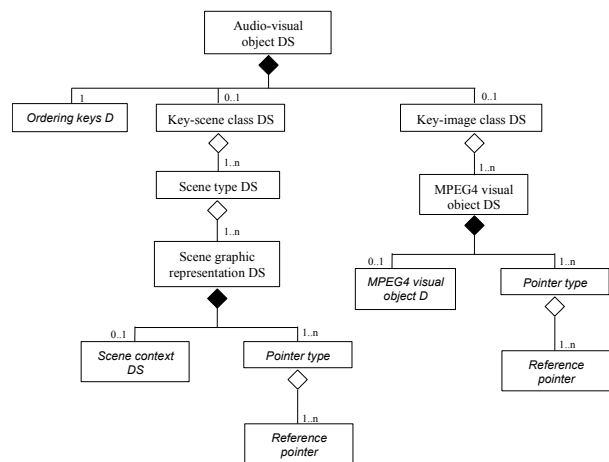 Audio-visual
object DS
1
0..1
0..1
Ordering keys D
Key-scene class DS
Key-image class DS
1..n
1..n
Scene type DS
MPEG4 visual
object DS
1..n
Scene graphic
representation DS
0..1
1..n
MPEG4 visual
object D
Pointer type
0..1
1..n
Scene context
DS
Pointer type
1..n
Reference
pointer
1..n
Reference
pointer